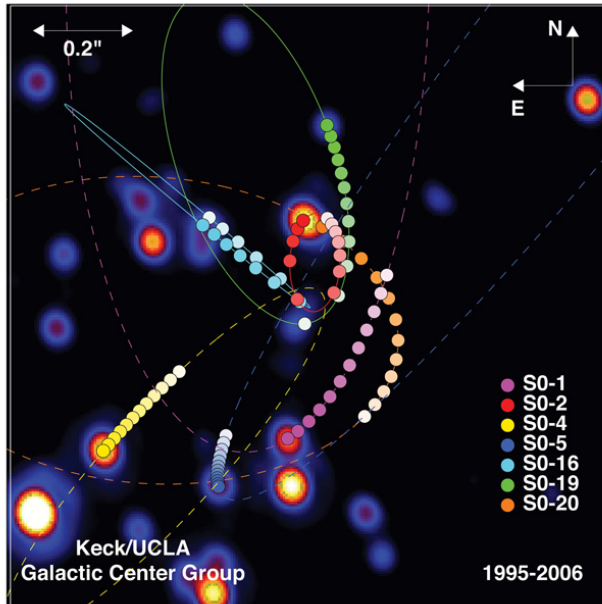 0.2"
N
E
S0-1
S0-2
S0-4
S0-5
S0-16
S0-19
S0-20
Keck/UCLA
Galactic Center Group
1995-2006